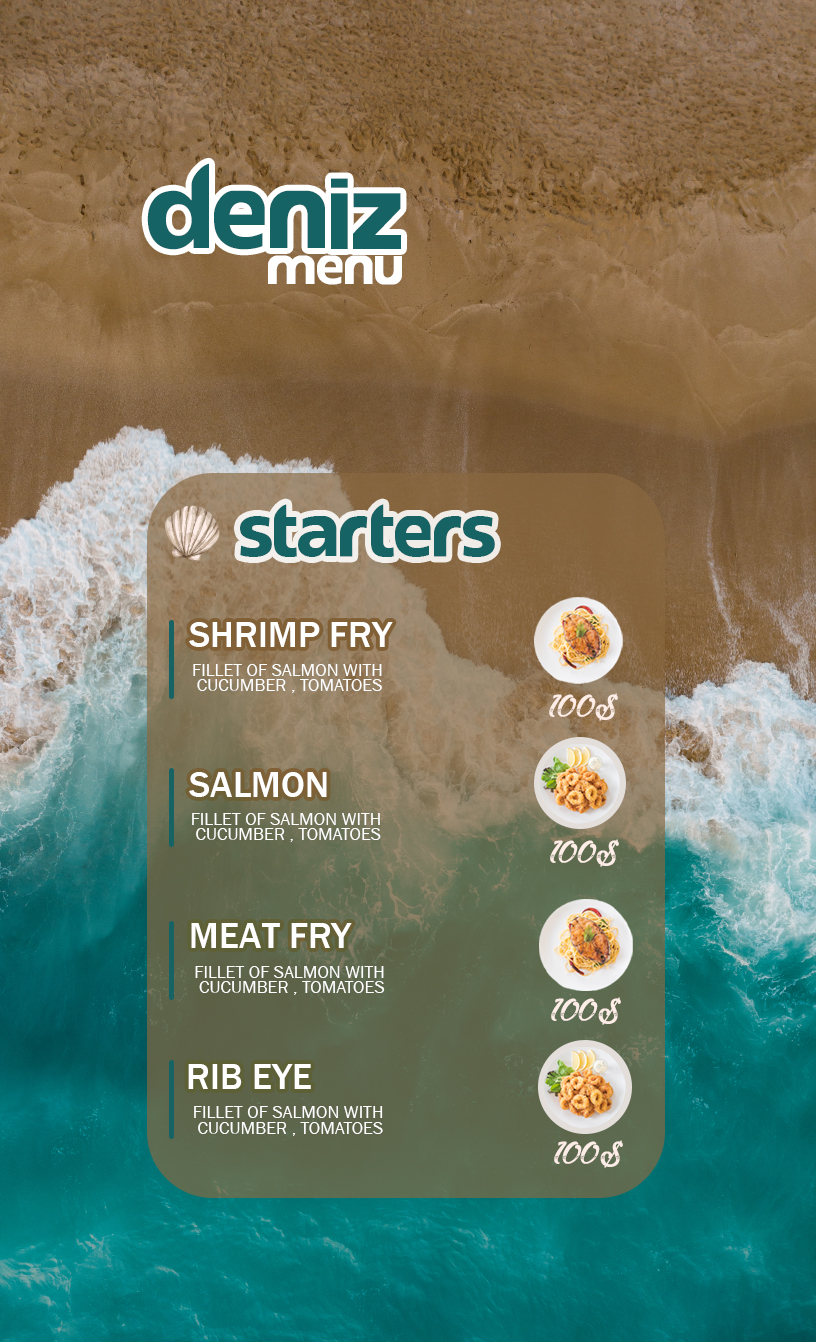 deniz
menu
starters
SHRIMP FRY
FILLET OF SALMON WITH
CUCUMBER , TOMATOES
100$
SALMON
FILLET OF SALMON WITH
CUCUMBER , TOMATOES
100$
MEAT FRY
FILLET OF SALMON WITH
CUCUMBER , TOMATOES
100$
RIB EYE
FILLET OF SALMON WITH
CUCUMBER , TOMATOES
100$